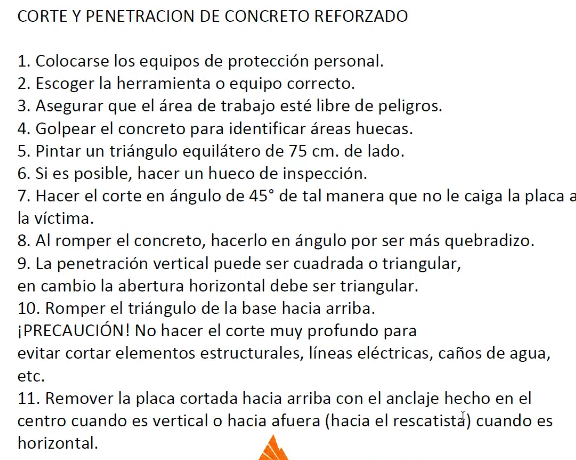 CORTE Y PENETRACION DE CONCRETO REFORZADO
1. Colocarse los equipos de protección personal.
2. Escoger la herramienta o equipo correcto.
3. Asegurar que el área de trabajo esté libre de peligros.
4. Golpear el concreto para identificar áreas huecas.
5. Pintar un triángulo equilátero de 75 cm. de lado.
6. Si es posible, hacer un hueco de inspección.
7. Hacer el corte en ángulo de 45° de tal manera que no le caiga la placa a
la víctima.
8. Al romper el concreto, hacerlo en ángulo por ser más quebradizo.
9. La penetración vertical puede ser cuadrada o triangular,
en cambio la abertura horizontal debe ser triangular.
10. Romper el triángulo de la base hacia arriba.
¡PRECAUCIÓN! No hacer el corte muy profundo para
evitar cortar elementos estructurales, líneas eléctricas, caños de agua,
etc.
11. Remover la placa cortada hacia arriba con el anclaje hecho en el
centro cuando es vertical o hacia afuera (hacia el rescatista) cuando es
horizontal.